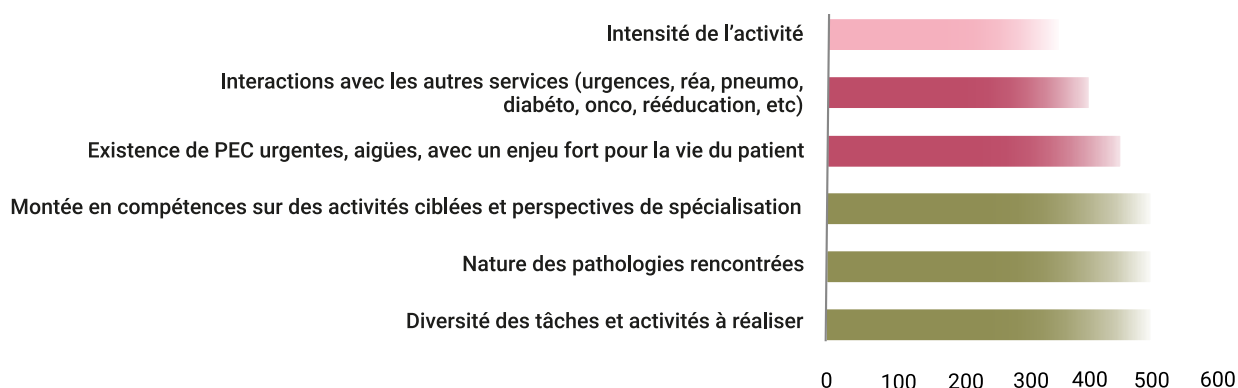 Intensité de l’activité
Interactions avec les autres services (urgences, réa, pneumo,
diabéto, onco, rééducation, etc)
Existence de PEC urgentes, aigües, avec un enjeu fort pour la vie du patient
Montée en compétences sur des activités ciblées et perspectives de spécialisation
Nature des pathologies rencontrées
Diversité des tâches et activités à réaliser
0 100 200 300 400 500 600